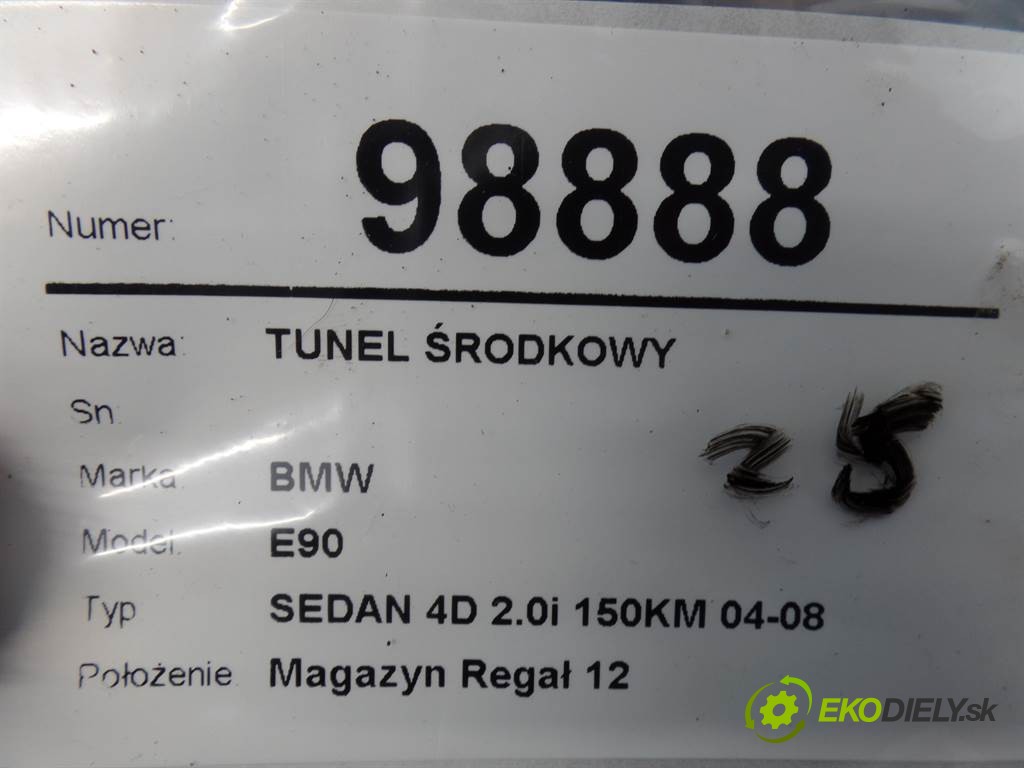 Numer: 98888
Nazwa: TUNEL ŚRODKOWY
Sn:
Marka: BMW
25
Model: E90
Typ SEDAN 4D 2.0i 150KM 04-08
Położenie Magazyn Regał 12
EKODIELY.sk